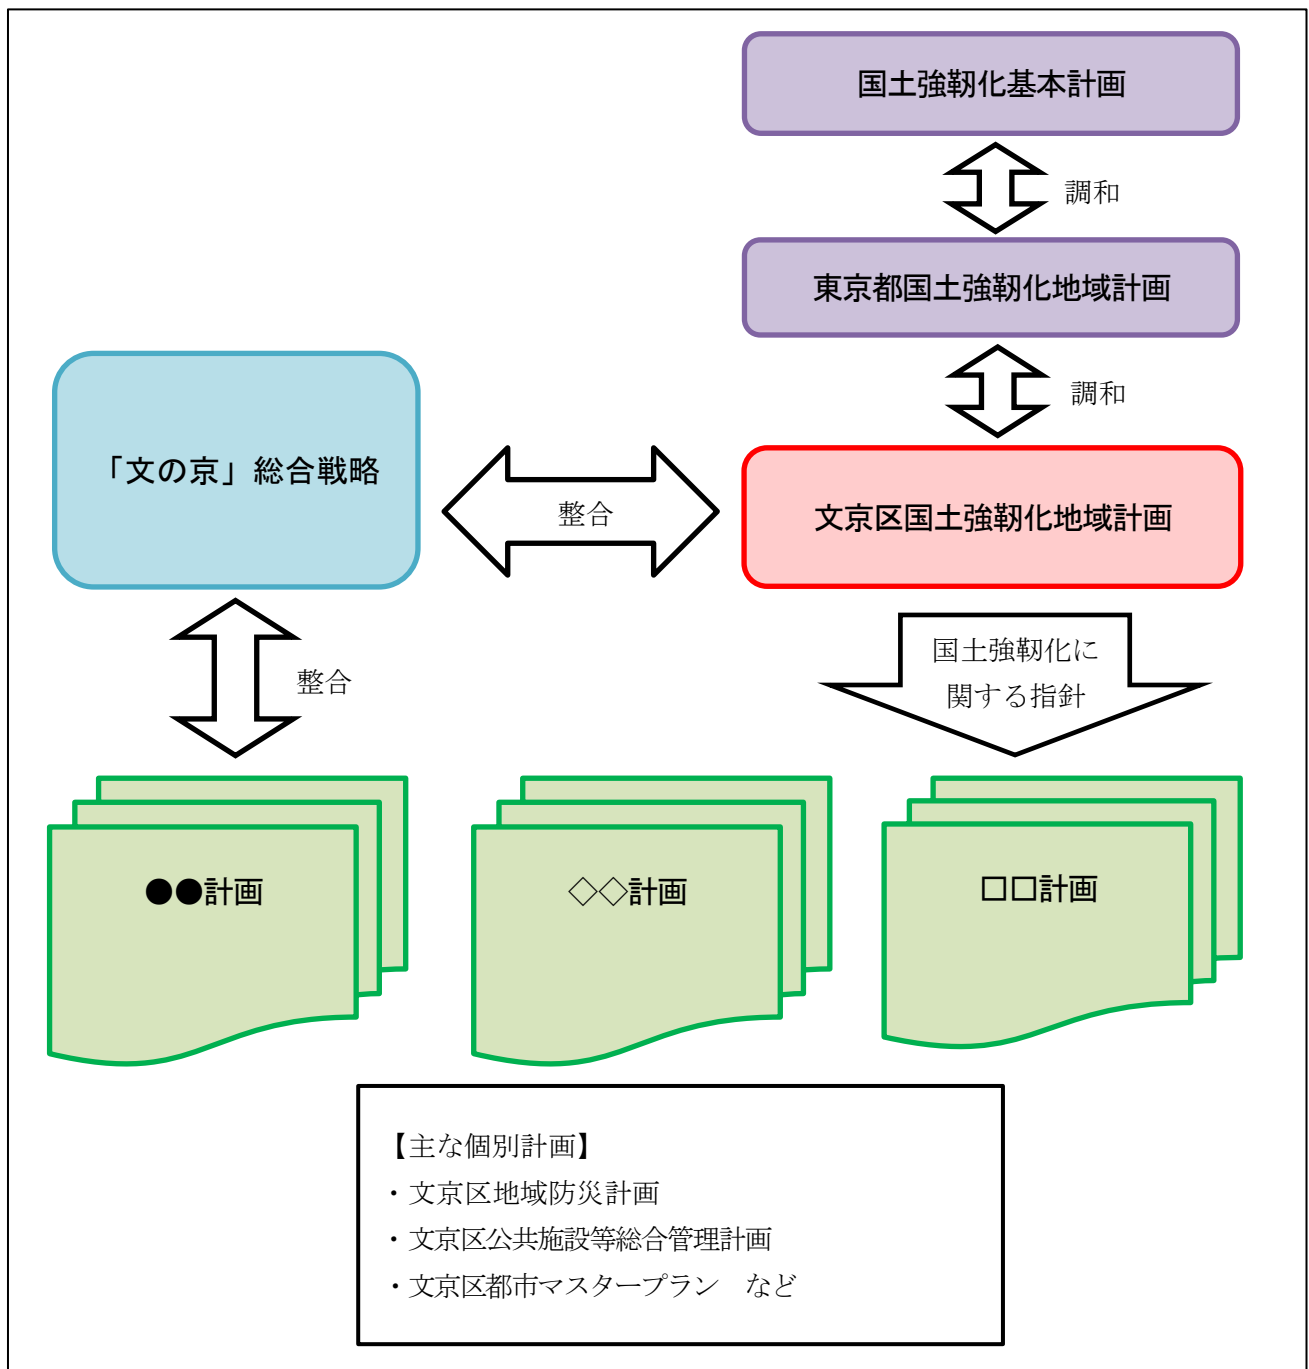 国土強靭化基本計画
調和
東京都国土強靭化地域計画
調和
「文の京」総合戦略
整合
文京区国土強靭化地域計画
整合
国土強靭化に
関する指針
●●計画
◇◇計画
□□計画
【主な個別計画】
・文京区地域防災計画
・文京区公共施設等総合管理計画
・文京区都市マスタープラン　など